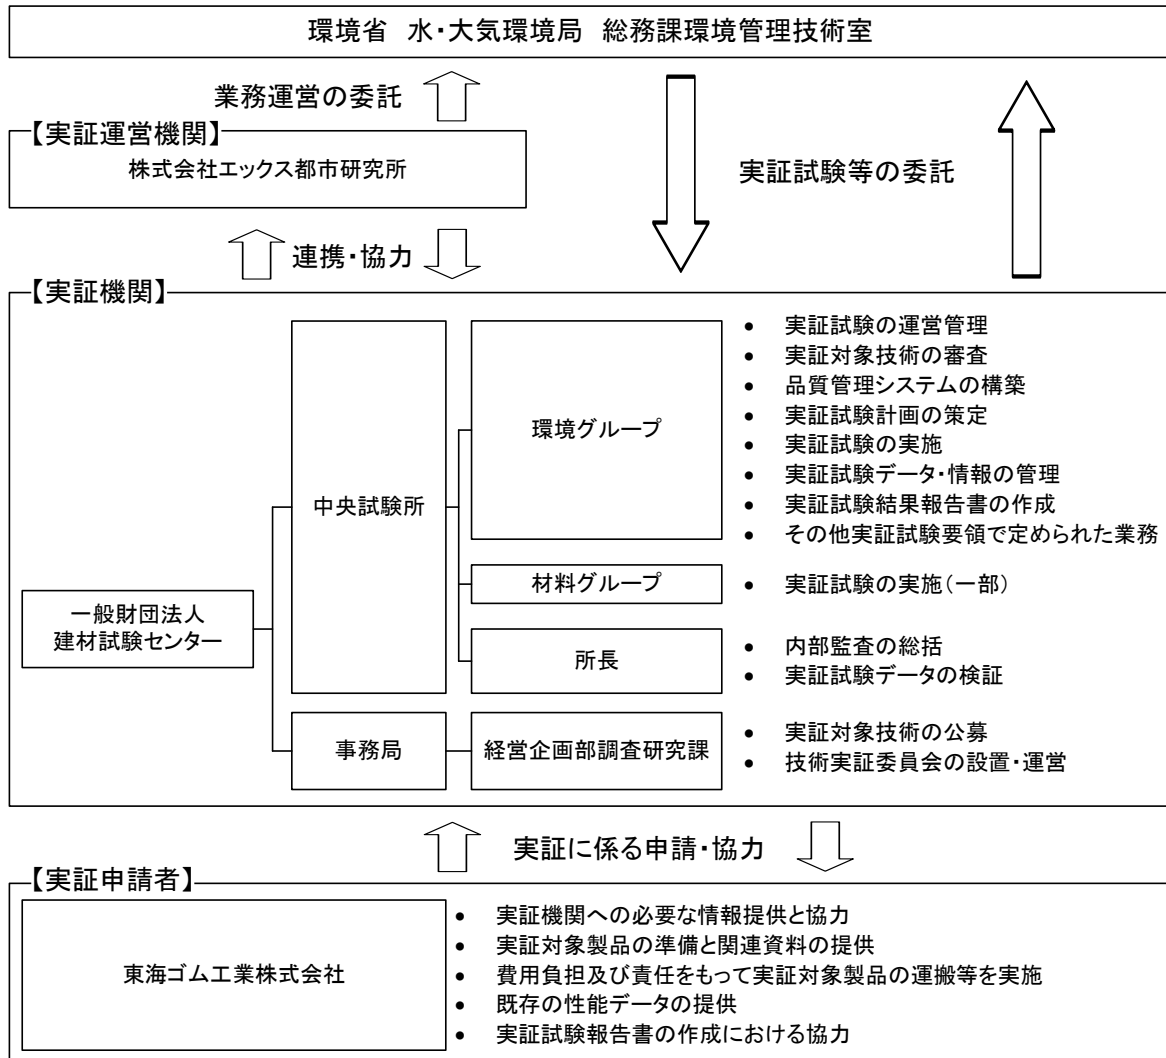 環境省　水・大気環境局　総務課環境管理技術室
業務運営の委託
【実証運営機関】
株式会社エックス都市研究所
実証試験等の委託
連携・協力
【実証機関】
一般財団法人
建材試験センター
中央試験所
環境グループ
• 実証試験の運営管理
• 実証対象技術の審査
• 品質管理システムの構築
• 実証試験計画の策定
• 実証試験の実施
• 実証試験データ・情報の管理
• 実証試験結果報告書の作成
• その他実証試験要領で定められた業務
材料グループ
• 実証試験の実施（一部）
所長
• 内部監査の総括
• 実証試験データの検証
事務局
経営企画部調査研究課
• 実証対象技術の公募
• 技術実証委員会の設置・運営
実証に係る申請・協力
【実証申請者】
東海ゴム工業株式会社
• 実証機関への必要な情報提供と協力
• 実証対象製品の準備と関連資料の提供
• 費用負担及び責任をもって実証対象製品の運搬等を実施
• 既存の性能データの提供
• 実証試験報告書の作成における協力